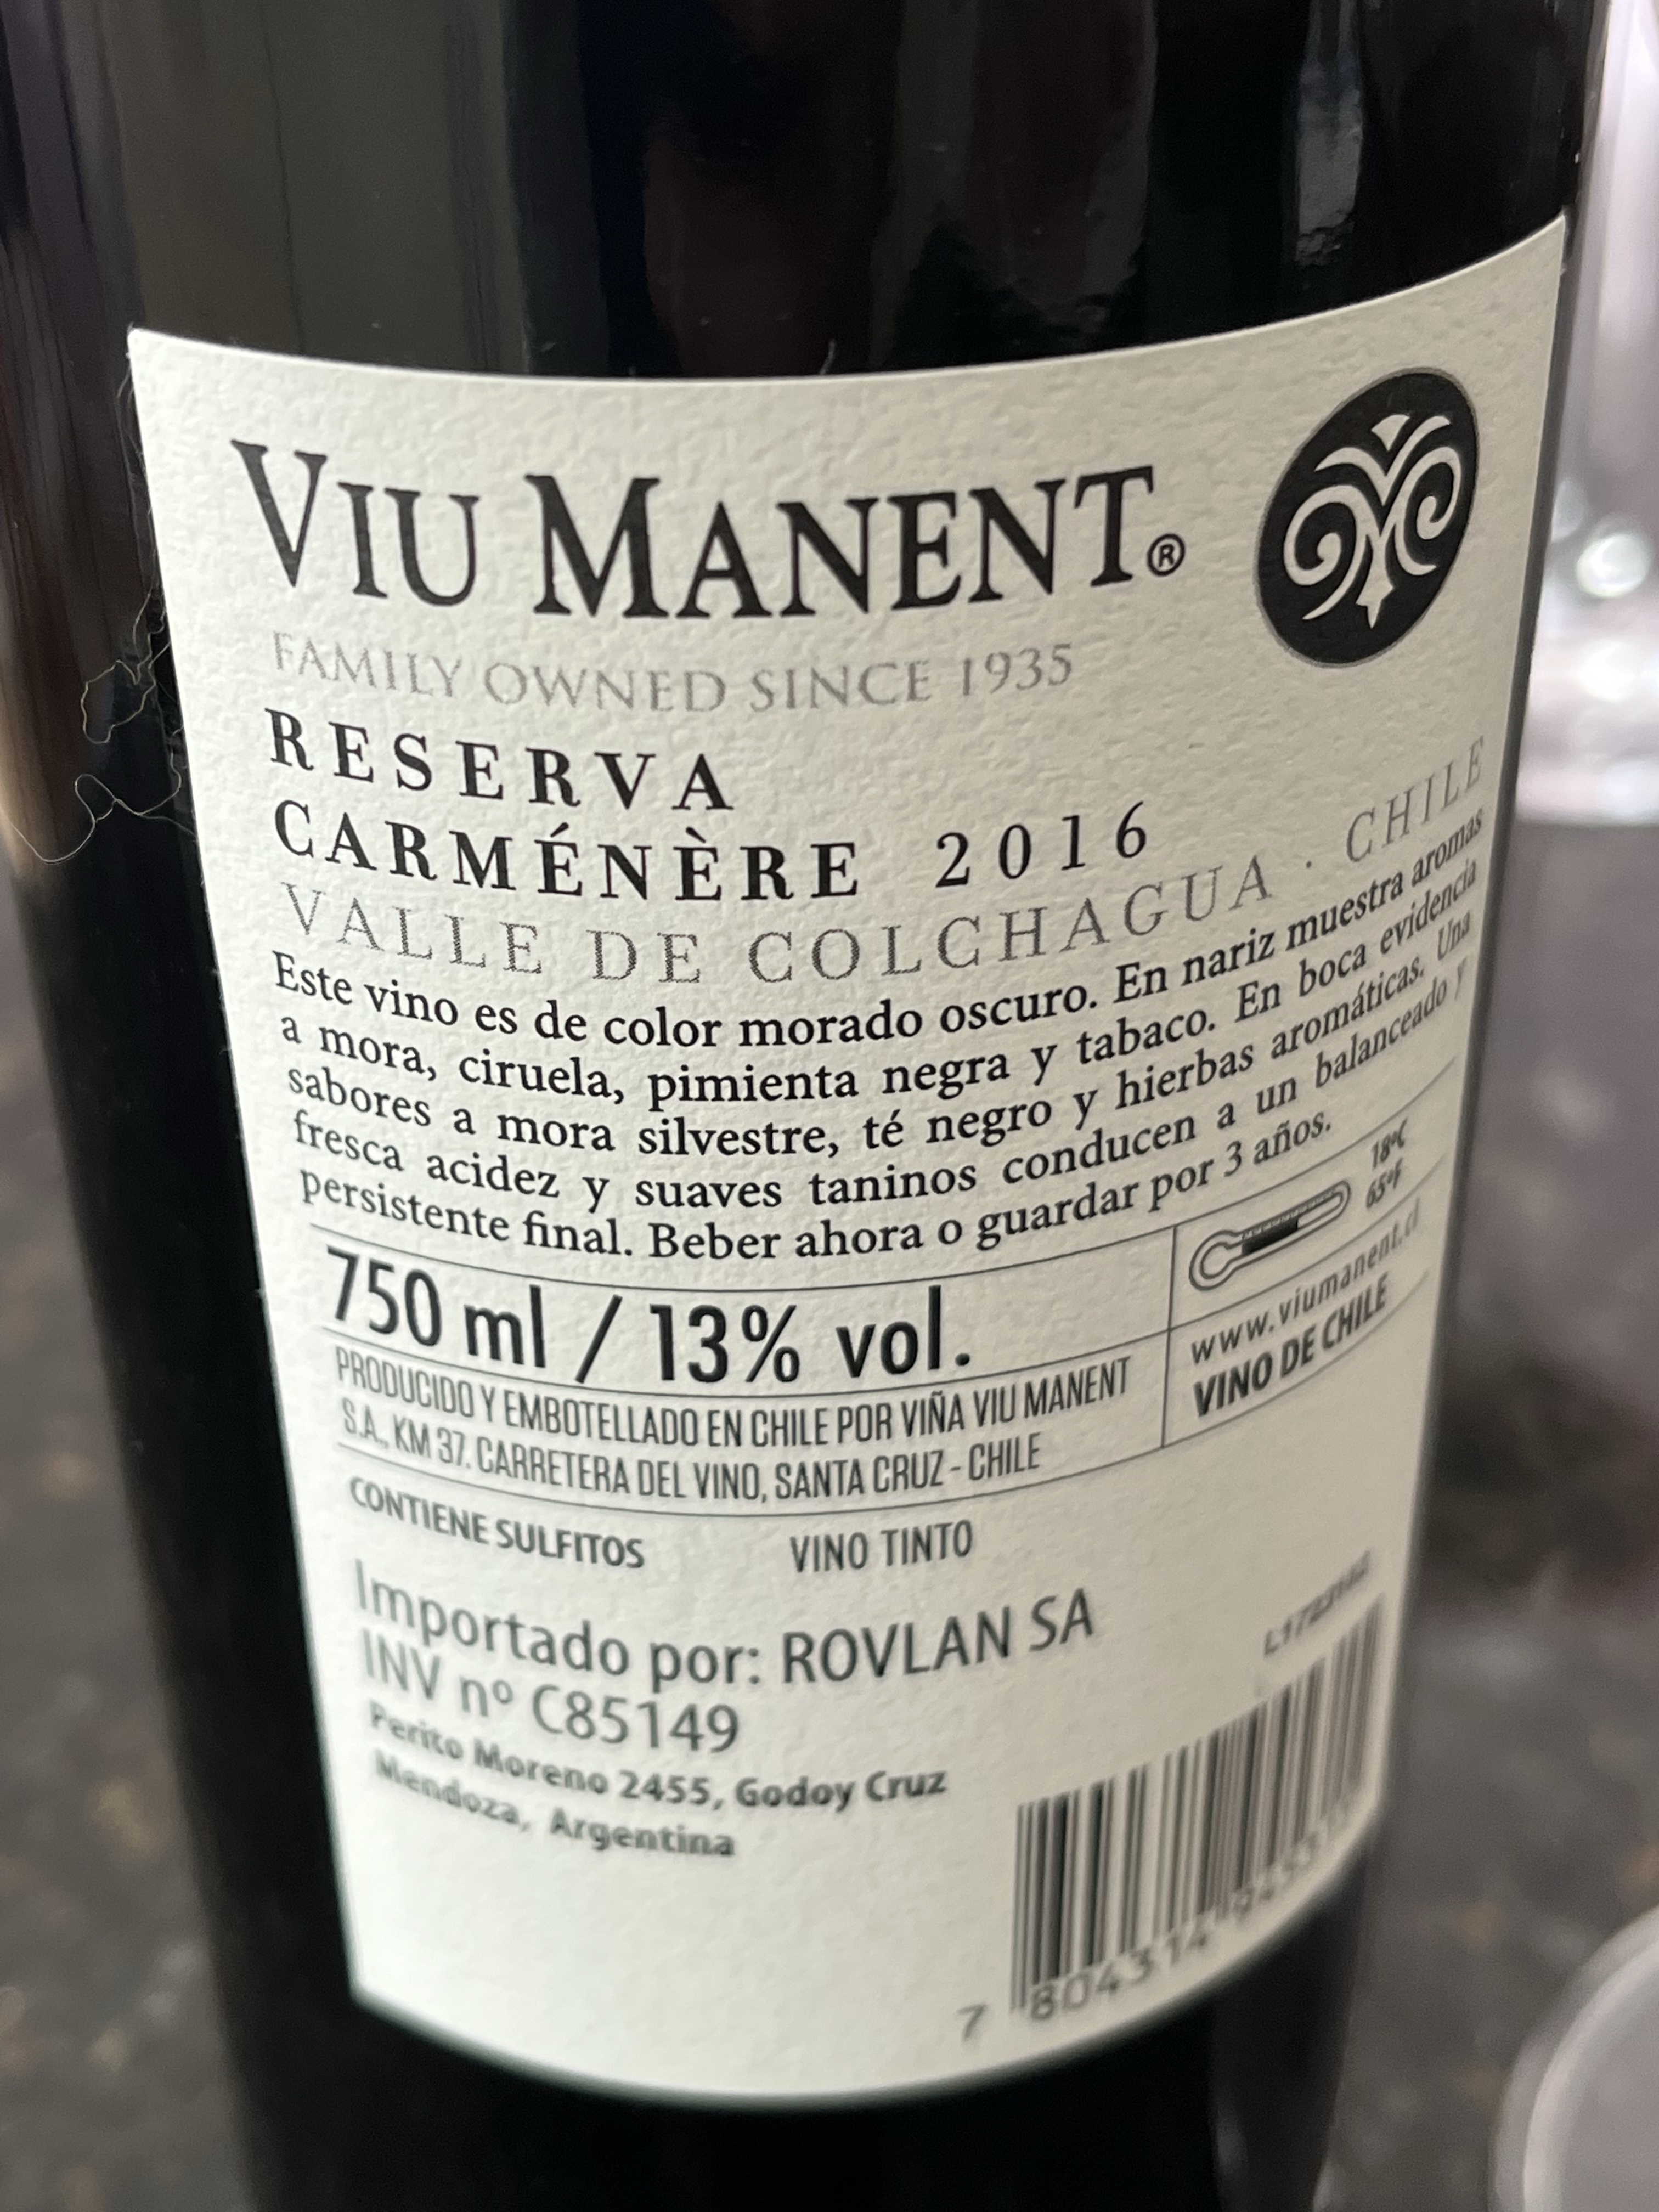 VIU MANENT®
FAMILY OWNED SINCE 1935
RESERVA
CARMÉNÈRE 2016
VALLE DE COLCHAGUA · CHILE
Este vino es de color morado oscuro. En nariz muestra aromas
a mora, ciruela, pimienta negra y tabaco. En boca evidencia
sabores a mora silvestre, té negro y hierbas aromáticas. Una
fresca acidez y suaves taninos conducen a un balanceado y
persistente final. Beber ahora o guardar por 3 años.
750 ml / 13% vol.
18°C
65°F
www.viumanent.cl
VINO DE CHILE
PRODUCIDO Y EMBOTELLADO EN CHILE POR VIÑA VIU MANENT
S.A., KM 37. CARRETERA DEL VINO, SANTA CRUZ - CHILE
CONTIENE SULFITOS VINO TINTO
Importado por: ROVLAN SA
INV nº C85149
Perito Moreno 2455, Godoy Cruz
Mendoza, Argentina
7 804314